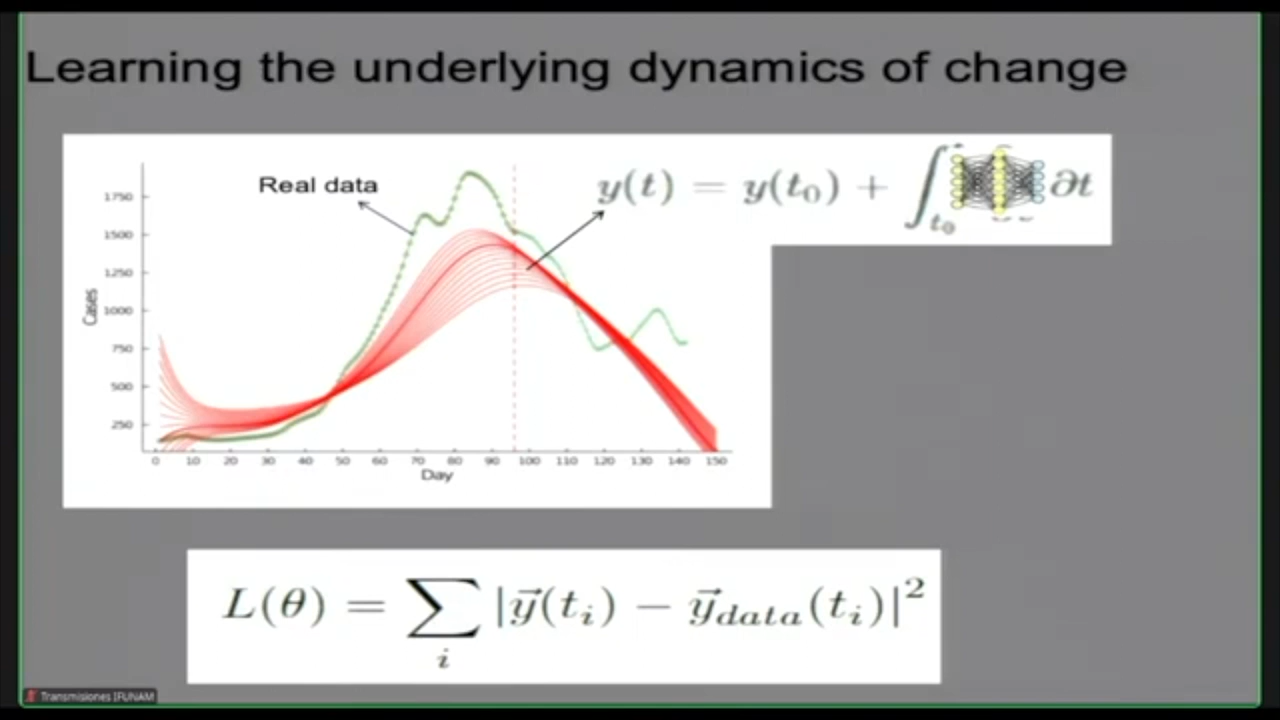 Learning the underlying dynamics of change
Real data
y(t) = y(t₀) + ∫ t₀ ∂t
1750
1500
1250
1000
750
500
250
Cases
0 10 20 30 40 50 60 70 80 90 100 110 120 130 140 150
Day
L(θ) = ∑ i |y⃗(tᵢ) − y⃗data(tᵢ)|²
Transmisiones IFUNAM